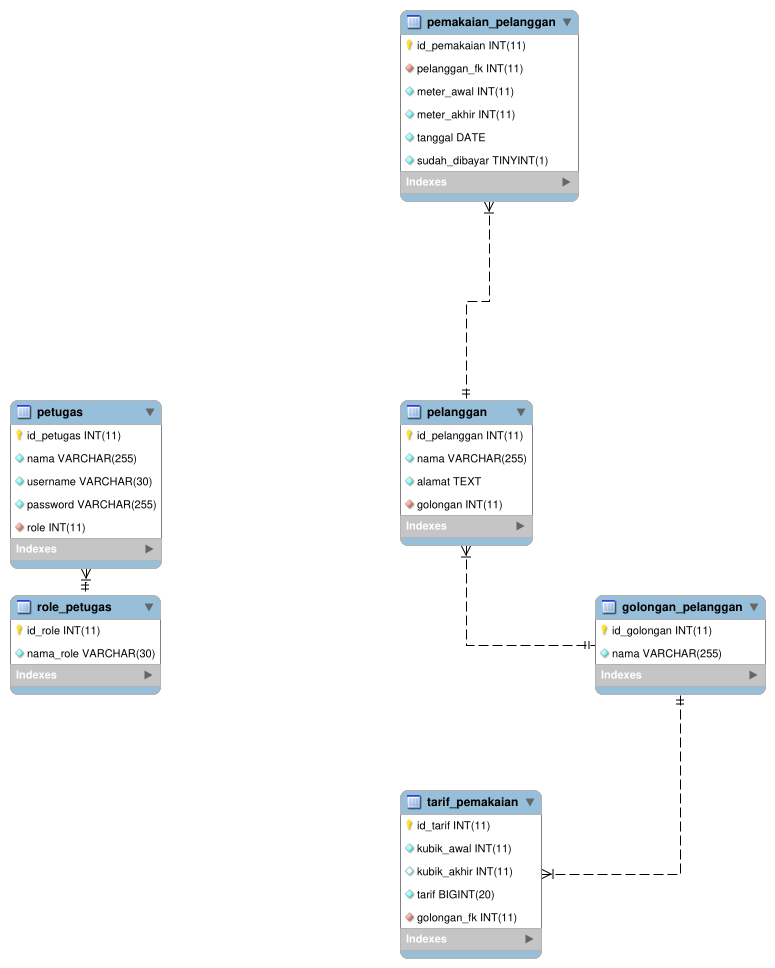 pemakaian_pelanggan
id_pemakaian INT(11)
pelanggan_fk INT(11)
meter_awal INT(11)
meter_akhir INT(11)
tanggal DATE
sudah_dibayar TINYINT(1)
Indexes
petugas
id_petugas INT(11)
nama VARCHAR(255)
username VARCHAR(30)
password VARCHAR(255)
role INT(11)
Indexes
pelanggan
id_pelanggan INT(11)
nama VARCHAR(255)
alamat TEXT
golongan INT(11)
Indexes
role_petugas
id_role INT(11)
nama_role VARCHAR(30)
Indexes
golongan_pelanggan
id_golongan INT(11)
nama VARCHAR(255)
Indexes
tarif_pemakaian
id_tarif INT(11)
kubik_awal INT(11)
kubik_akhir INT(11)
tarif BIGINT(20)
golongan_fk INT(11)
Indexes